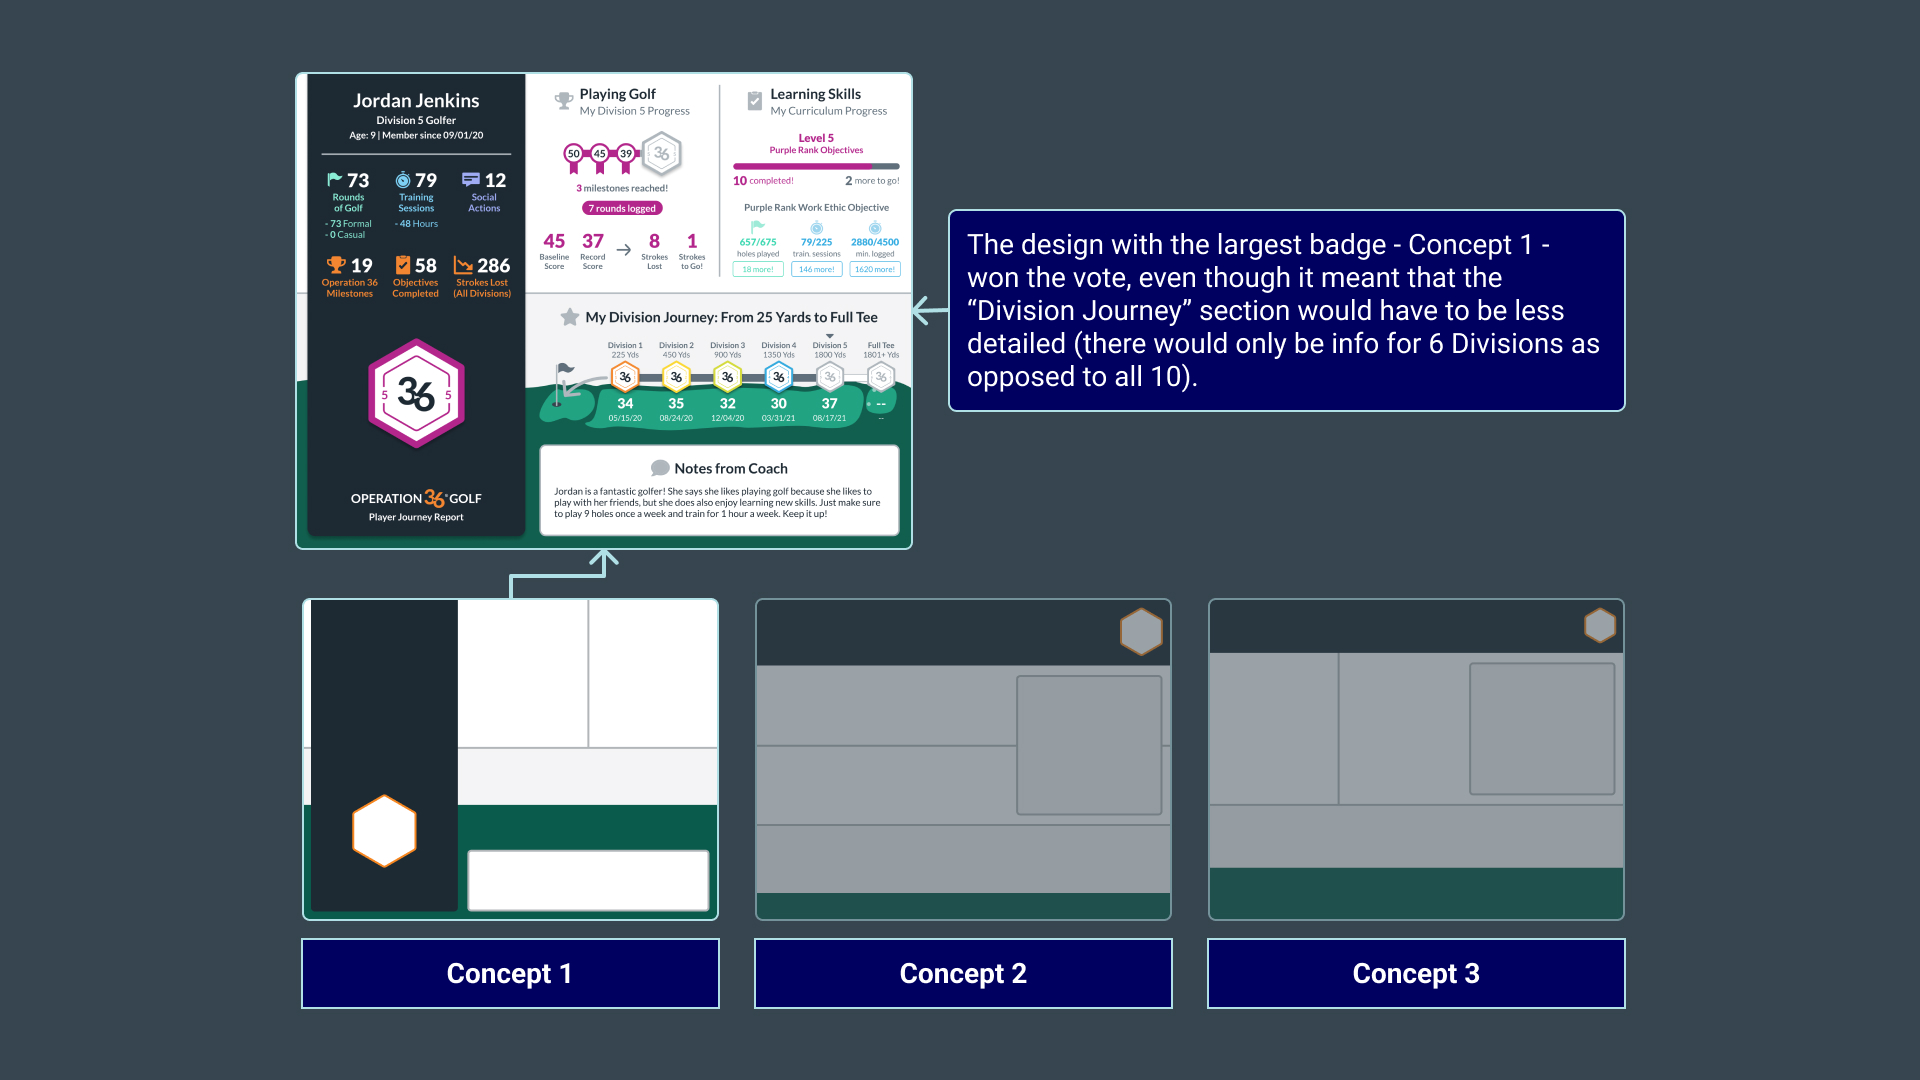 Jordan Jenkins
Division 5 Golfer
Age: 9 | Member since 09/01/20
73
Rounds
of Golf
- 73 Formal
- 0 Casual
79
Training
Sessions
- 48 Hours
12
Social
Actions
19
Operation 36
Milestones
58
Objectives
Completed
286
Strokes Lost
(All Divisions)
5 36 5
OPERATION 36 GOLF
Player Journey Report
Playing Golf
My Division 5 Progress
50 45 39 36
3 milestones reached!
7 rounds logged
45
Baseline
Score
37
Record
Score
8
Strokes
Lost
1
Strokes
to Go!
Learning Skills
My Curriculum Progress
Level 5
Purple Rank Objectives
10 completed!
2 more to go!
Purple Rank Work Ethic Objective
657/675
holes played
18 more!
79/225
train. sessions
146 more!
2880/4500
min. logged
1620 more!
My Division Journey: From 25 Yards to Full Tee
Division 1 Division 2 Division 3 Division 4 Division 5 Full Tee
225 Yds 450 Yds 900 Yds 1350 Yds 1800 Yds 1801+ Yds
36 36 36 36 36 36
34 35 32 30 37 --
05/15/20 08/24/20 12/04/20 03/31/21 08/17/21 --
Notes from Coach
Jordan is a fantastic golfer! She says she likes playing golf because she likes to
play with her friends, but she does also enjoy learning new skills. Just make sure
to play 9 holes once a week and train for 1 hour a week. Keep it up!
The design with the largest badge - Concept 1 -
won the vote, even though it meant that the
“Division Journey” section would have to be less
detailed (there would only be info for 6 Divisions as
opposed to all 10).
Concept 1
Concept 2
Concept 3